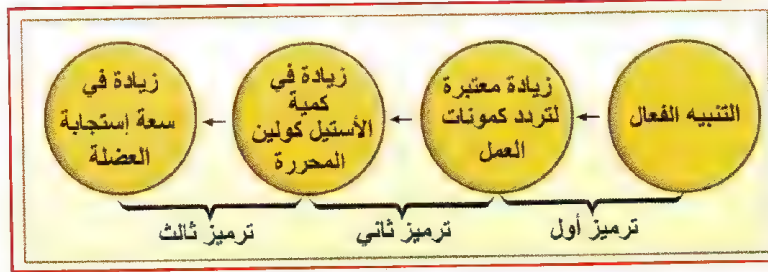 التنبيه الفعال
زيادة معتبرة
لتردد كمونات
العمل
زيادة في
كمية
الأستيل كولين
المحررة
زيادة في
سعة إستجابة
العضلة
ترميز أول
ترميز ثاني
ترميز ثالث